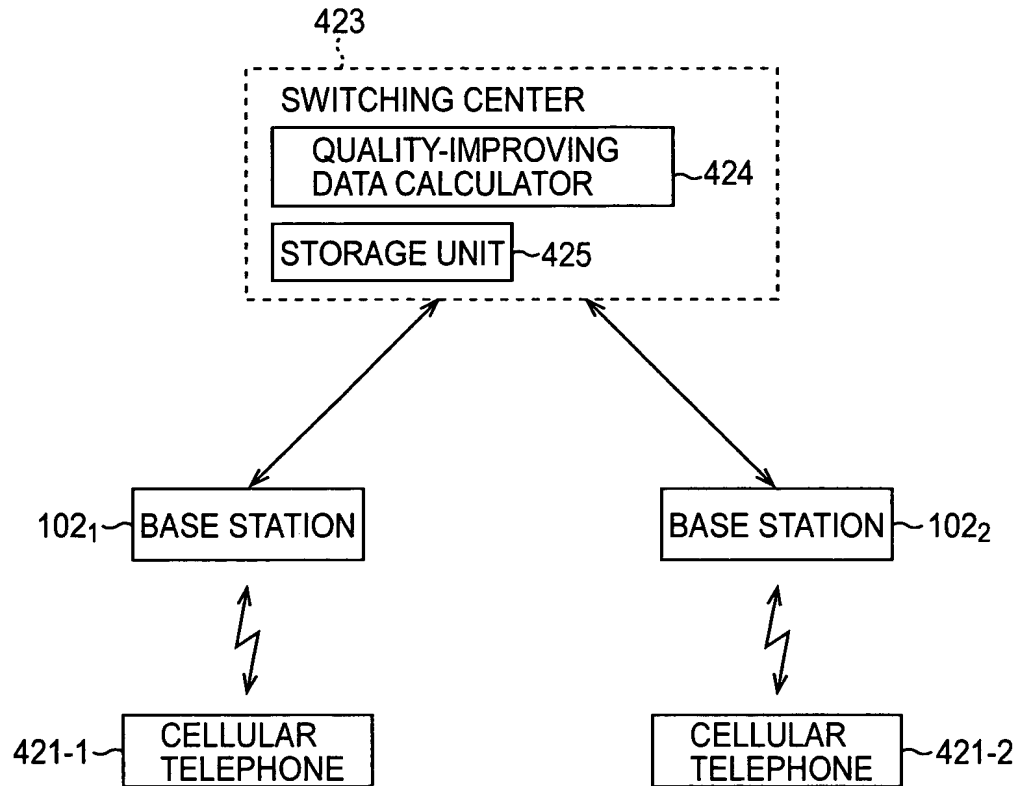 423
SWITCHING CENTER
QUALITY-IMPROVING
DATA CALCULATOR
424
STORAGE UNIT
425
102₁
BASE STATION
BASE STATION
102₂
421-1
CELLULAR
TELEPHONE
CELLULAR
TELEPHONE
421-2